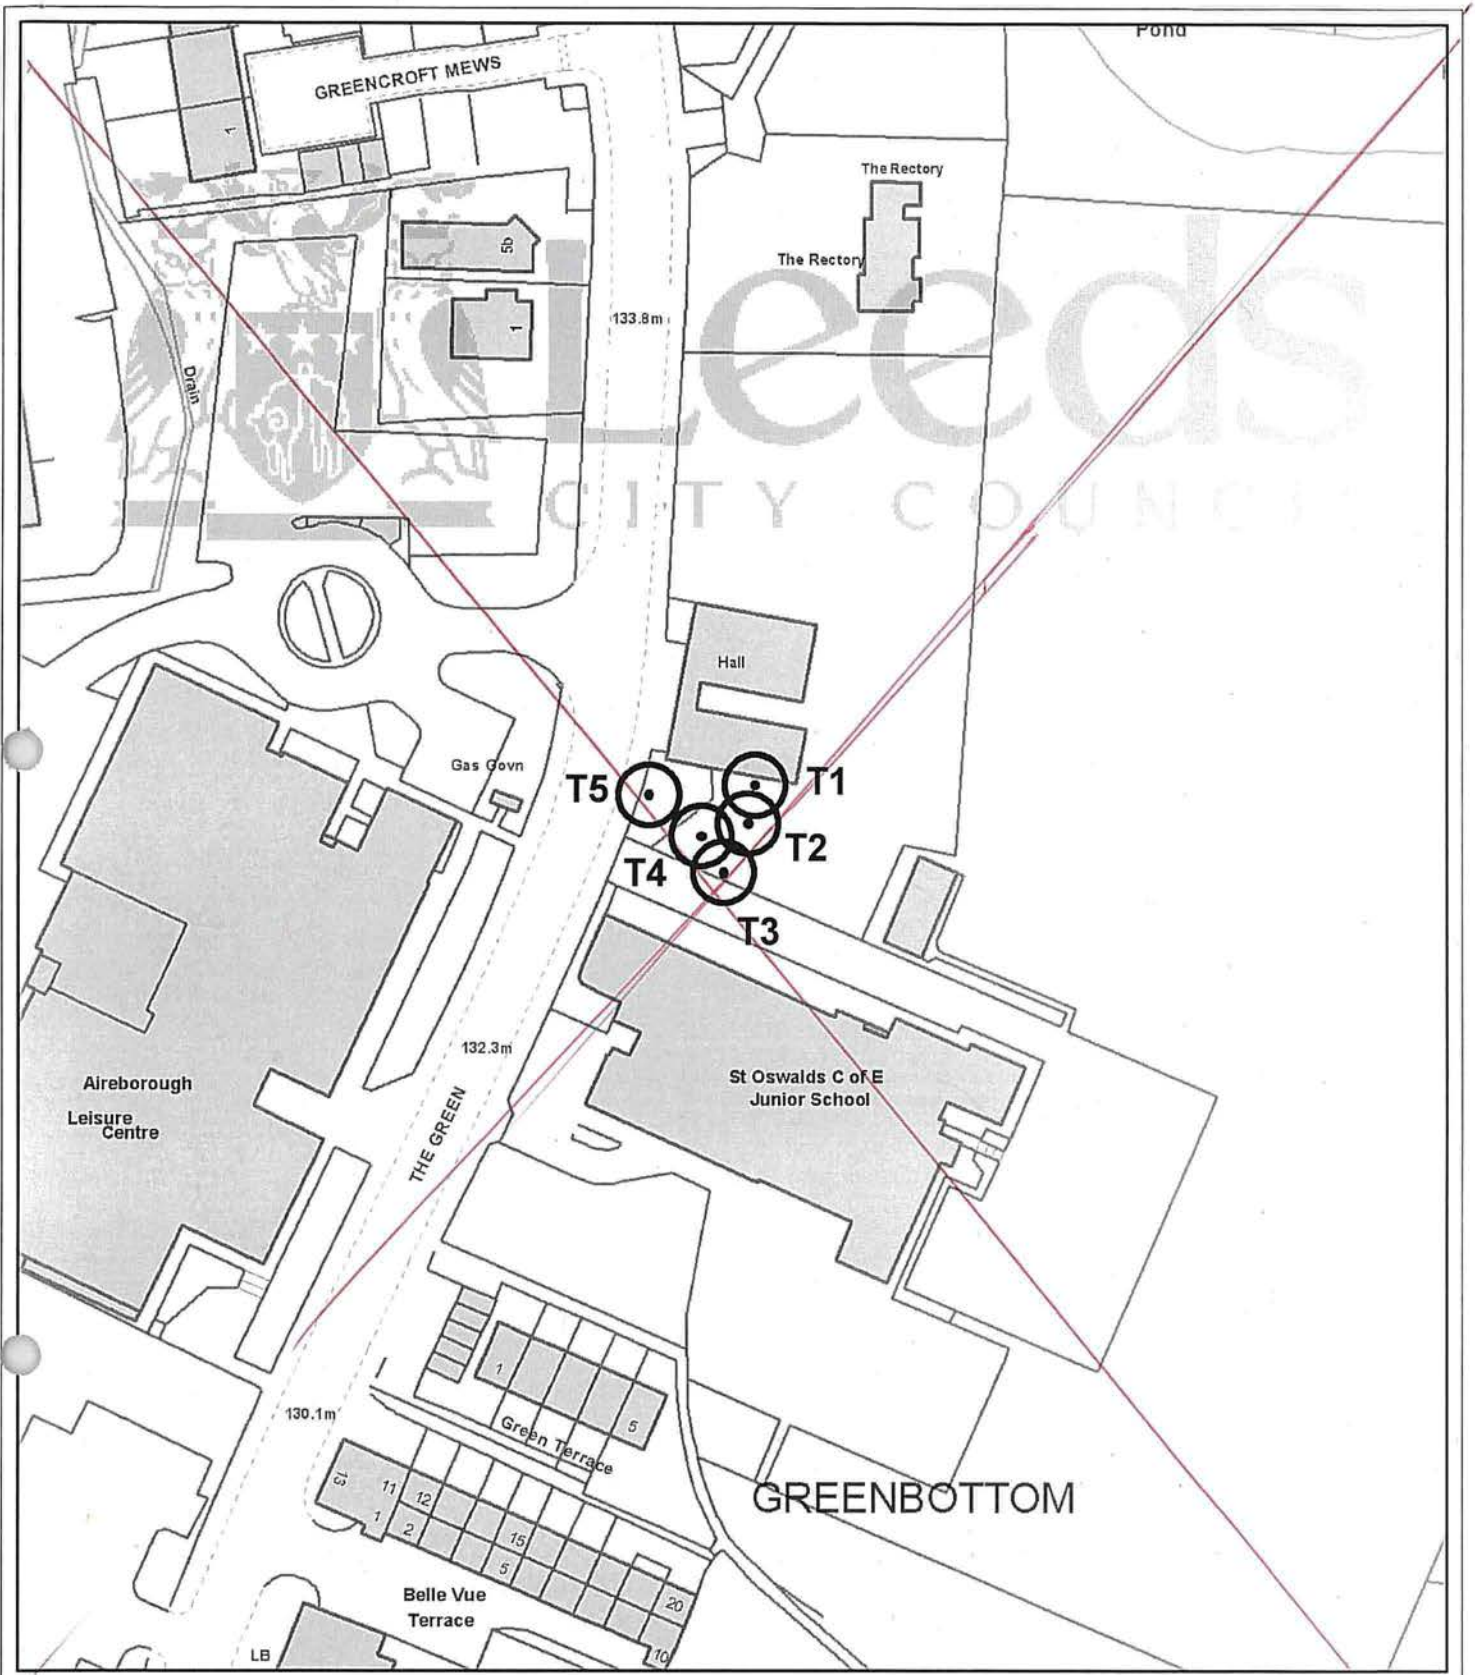 Pond
GREENCROFT MEWS
1
The Rectory
5b
The Rectory
1
133.8m
Leeds
CITY COUNCIL
Drain
Hall
Gas Govn
T5
T1
T2
T4
T3
132.3m
THE GREEN
Aireborough
Leisure
Centre
St Oswalds C of E
Junior School
1
5
Green Terrace
130.1m
13
11
12
1
2
15
5
20
10
GREENBOTTOM
Belle Vue
Terrace
LB